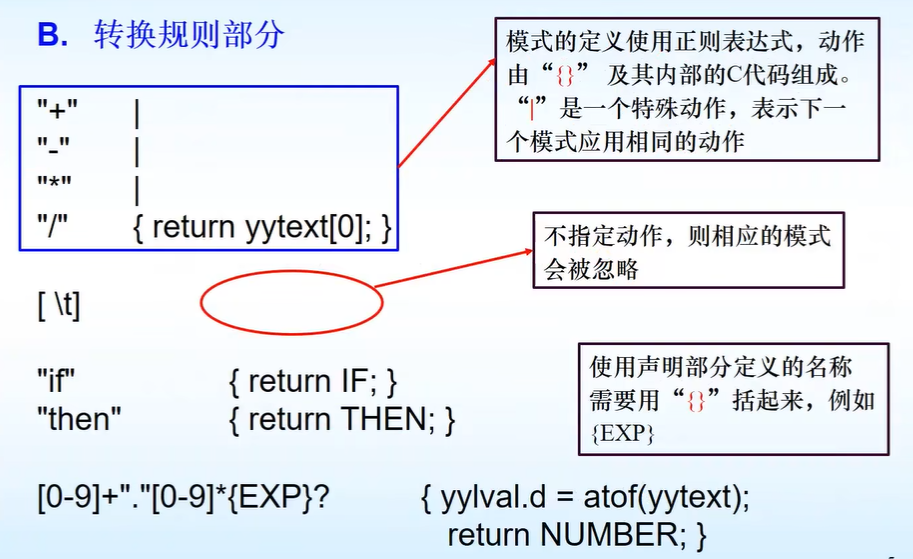 B. 转换规则部分
模式的定义使用正则表达式，动作
由“{}” 及其内部的C代码组成。
“|”是一个特殊动作，表示下一
个模式应用相同的动作
"+" |
"-" |
"*" |
"/" { return yytext[0]; }
不指定动作，则相应的模式
会被忽略
[ \t]
"if" { return IF; }
"then" { return THEN; }
使用声明部分定义的名称
需要用“{}”括起来，例如
{EXP}
[0-9]+"."[0-9]*{EXP}? { yylval.d = atof(yytext);
return NUMBER; }